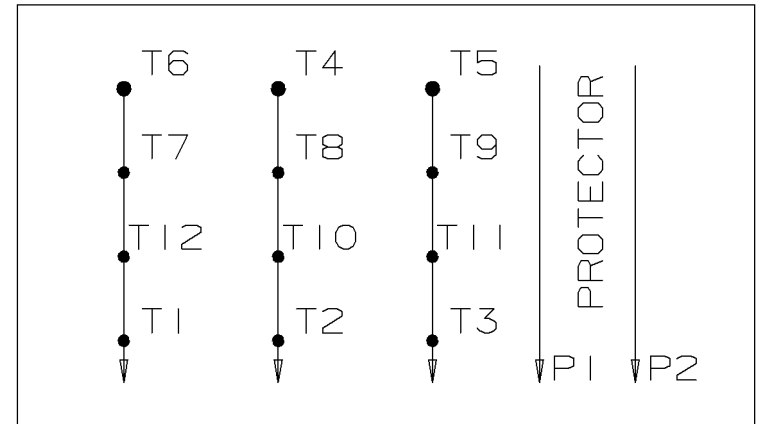 T6 T4 T5
T7 T8 T9
T12 T10 T11
T1 T2 T3
PROTECTOR
P1 P2